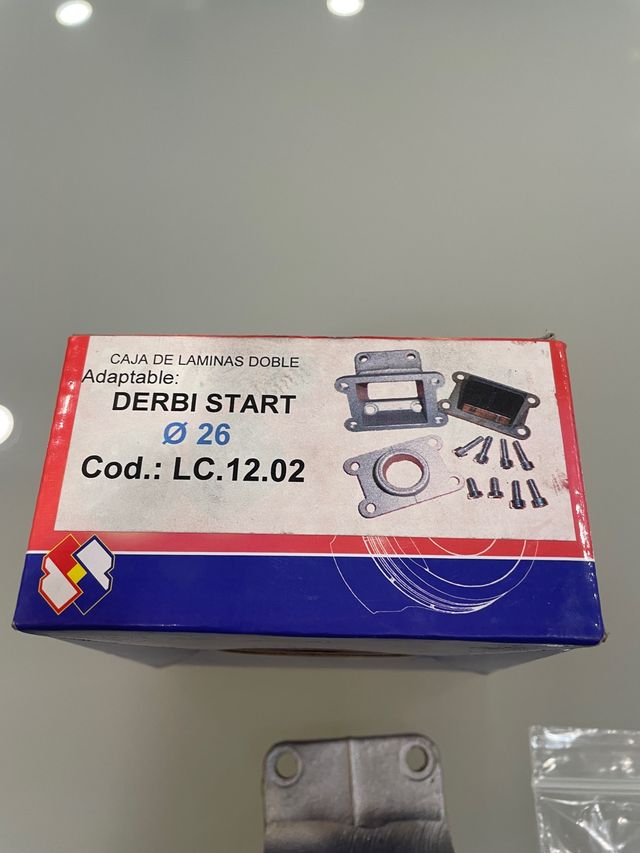 CAJA DE LAMINAS DOBLE
Adaptable:
DERBI START
Ø 26
Cod.: LC.12.02